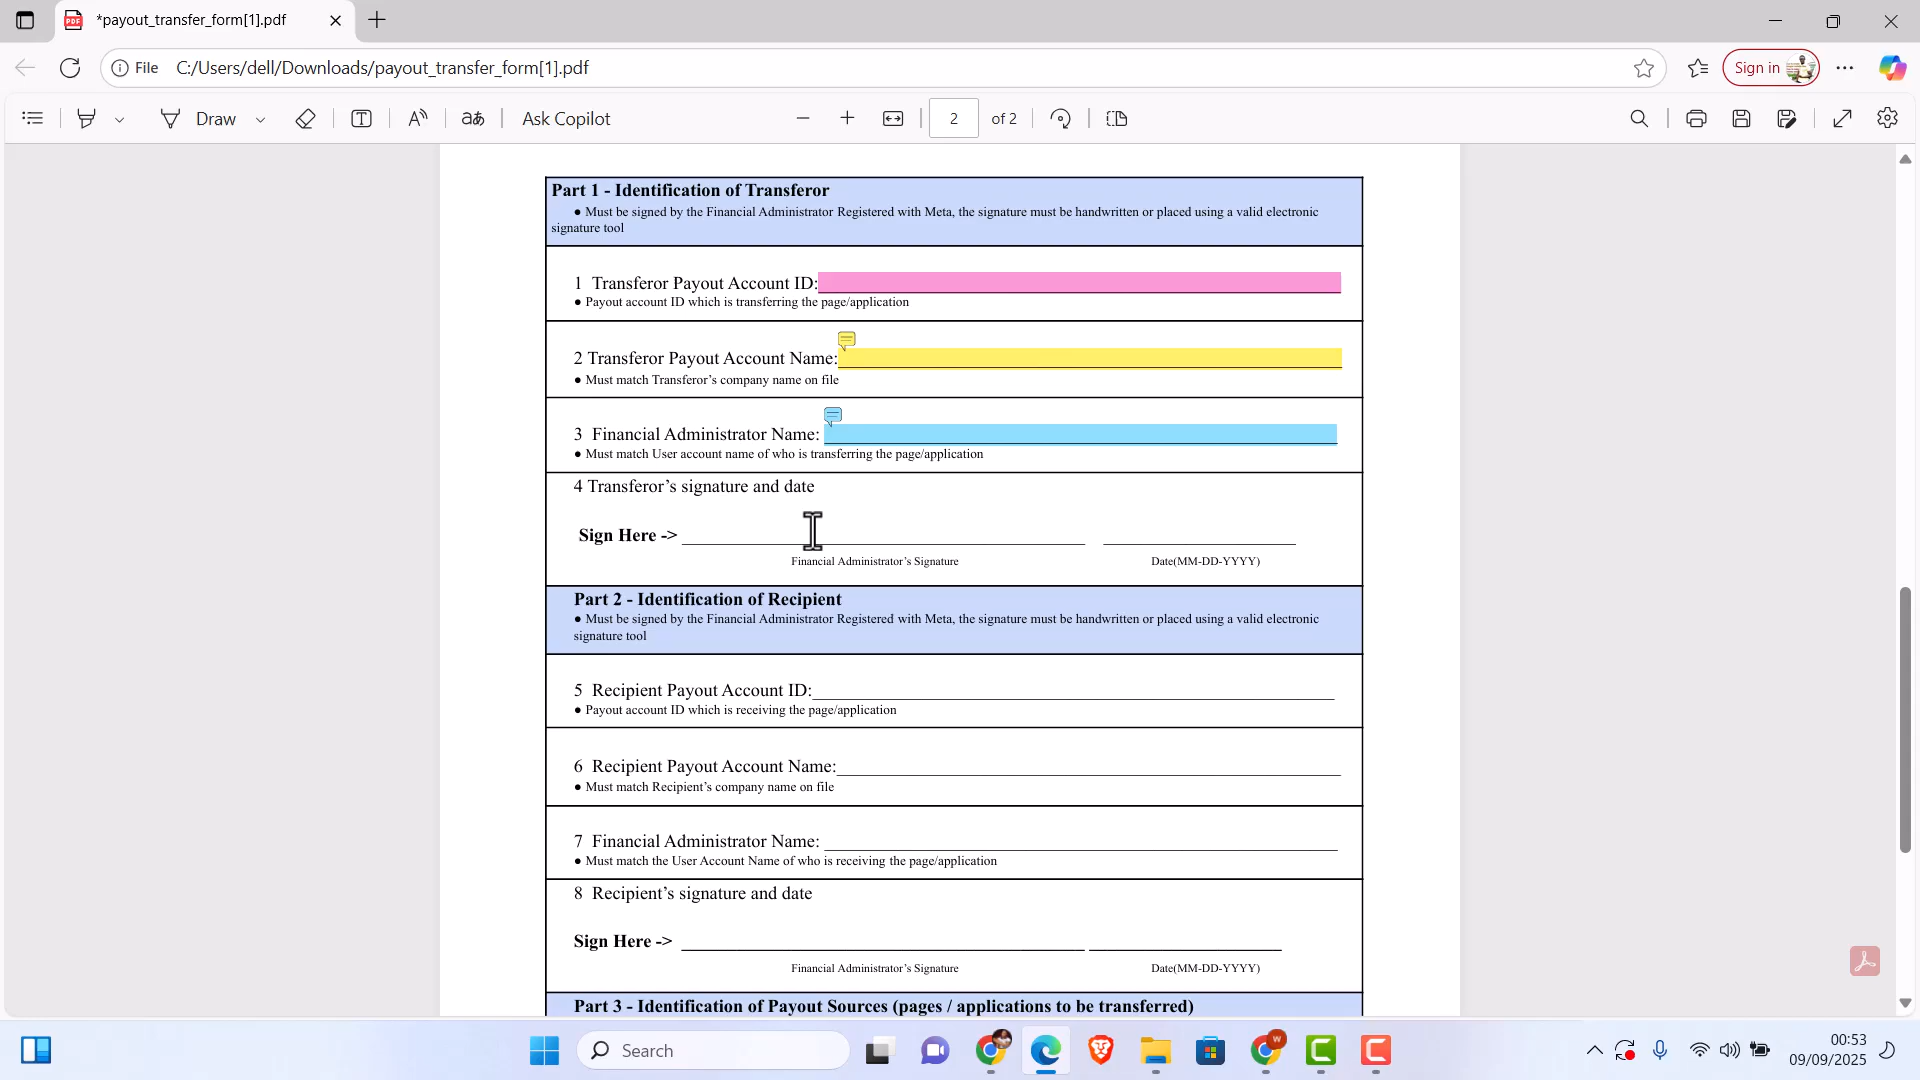 *payout_transfer_form[1].pdf
File C:/Users/dell/Downloads/payout_transfer_form[1].pdf
Sign in
Draw
Ask Copilot
2 of 2
Part 1 - Identification of Transferor
● Must be signed by the Financial Administrator Registered with Meta, the signature must be handwritten or placed using a valid electronic
signature tool
1 Transferor Payout Account ID:
● Payout account ID which is transferring the page/application
2 Transferor Payout Account Name:
● Must match Transferor's company name on file
3 Financial Administrator Name:
● Must match User account name of who is transferring the page/application
4 Transferor's signature and date
Sign Here ->
Financial Administrator's Signature Date(MM-DD-YYYY)
Part 2 - Identification of Recipient
● Must be signed by the Financial Administrator Registered with Meta, the signature must be handwritten or placed using a valid electronic
signature tool
5 Recipient Payout Account ID:
● Payout account ID which is receiving the page/application
6 Recipient Payout Account Name:
● Must match Recipient's company name on file
7 Financial Administrator Name:
● Must match the User Account Name of who is receiving the page/application
8 Recipient's signature and date
Sign Here ->
Financial Administrator's Signature Date(MM-DD-YYYY)
Part 3 - Identification of Payout Sources (pages / applications to be transferred)
Search
00:53
09/09/2025